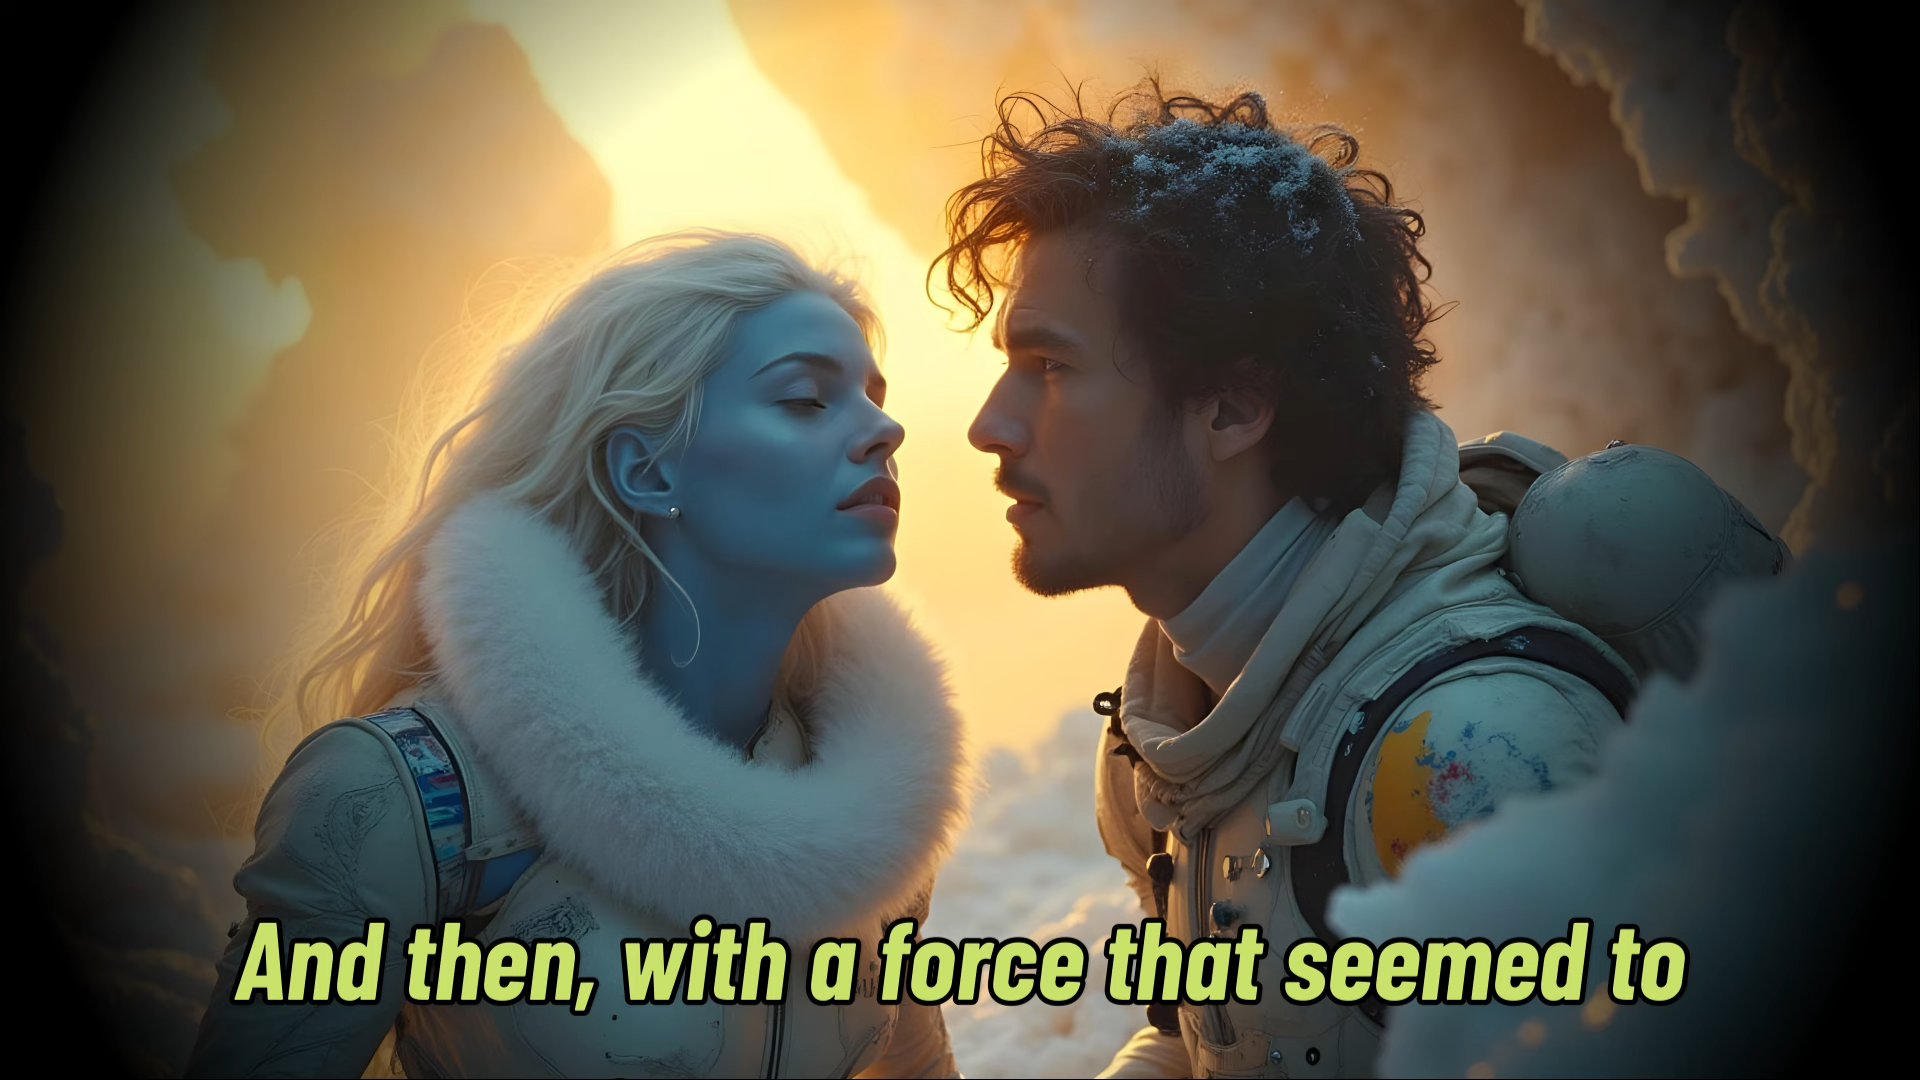 And then, with a force that seemed to